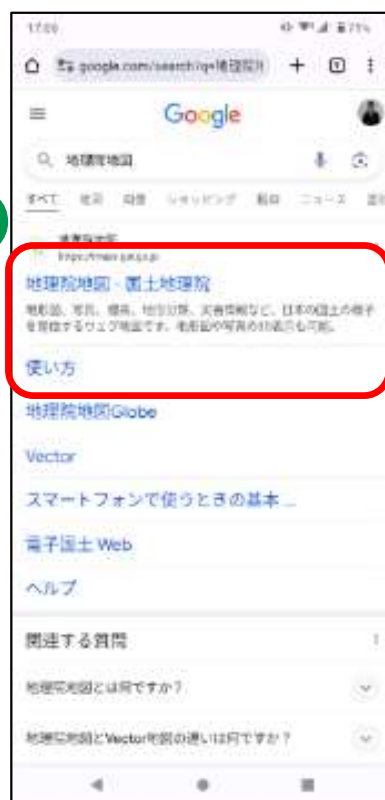 17:00
google.com/search?q=地理院
Google
地理院地図
すべて 地図 画像 ショッピング 動画 ニュース
地理院地図
https://maps.gsi.go.jp
地理院地図 - 国土地理院
地形図、写真、標高、地形分類、災害情報など、日本の国土の様子
を発信するウェブ地図です。地形図や写真の3D表示も可能。
使い方
地理院地図Globe
Vector
スマートフォンで使うときの基本 ...
電子国土 Web
ヘルプ
関連する質問
地理院地図とは何ですか？
地理院地図とVector地図の違いは何ですか？